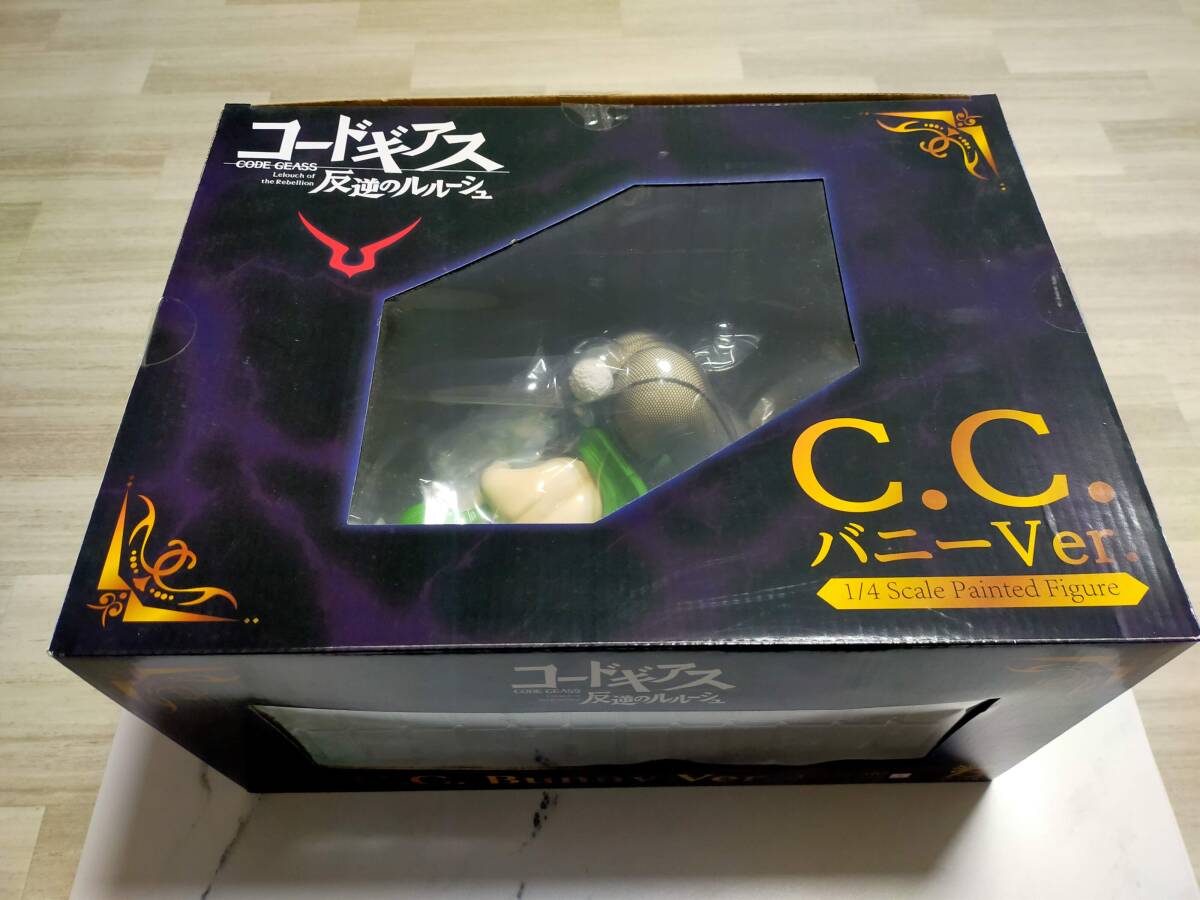 コードギアス
CODE GEASS
Lelouch of
the Rebellion
反逆のルルーシュ
C.C.
バニーVer.
1/4 Scale Painted Figure
コードギアス
CODE GEASS
反逆のルルーシュ
C. Bunny Ver.